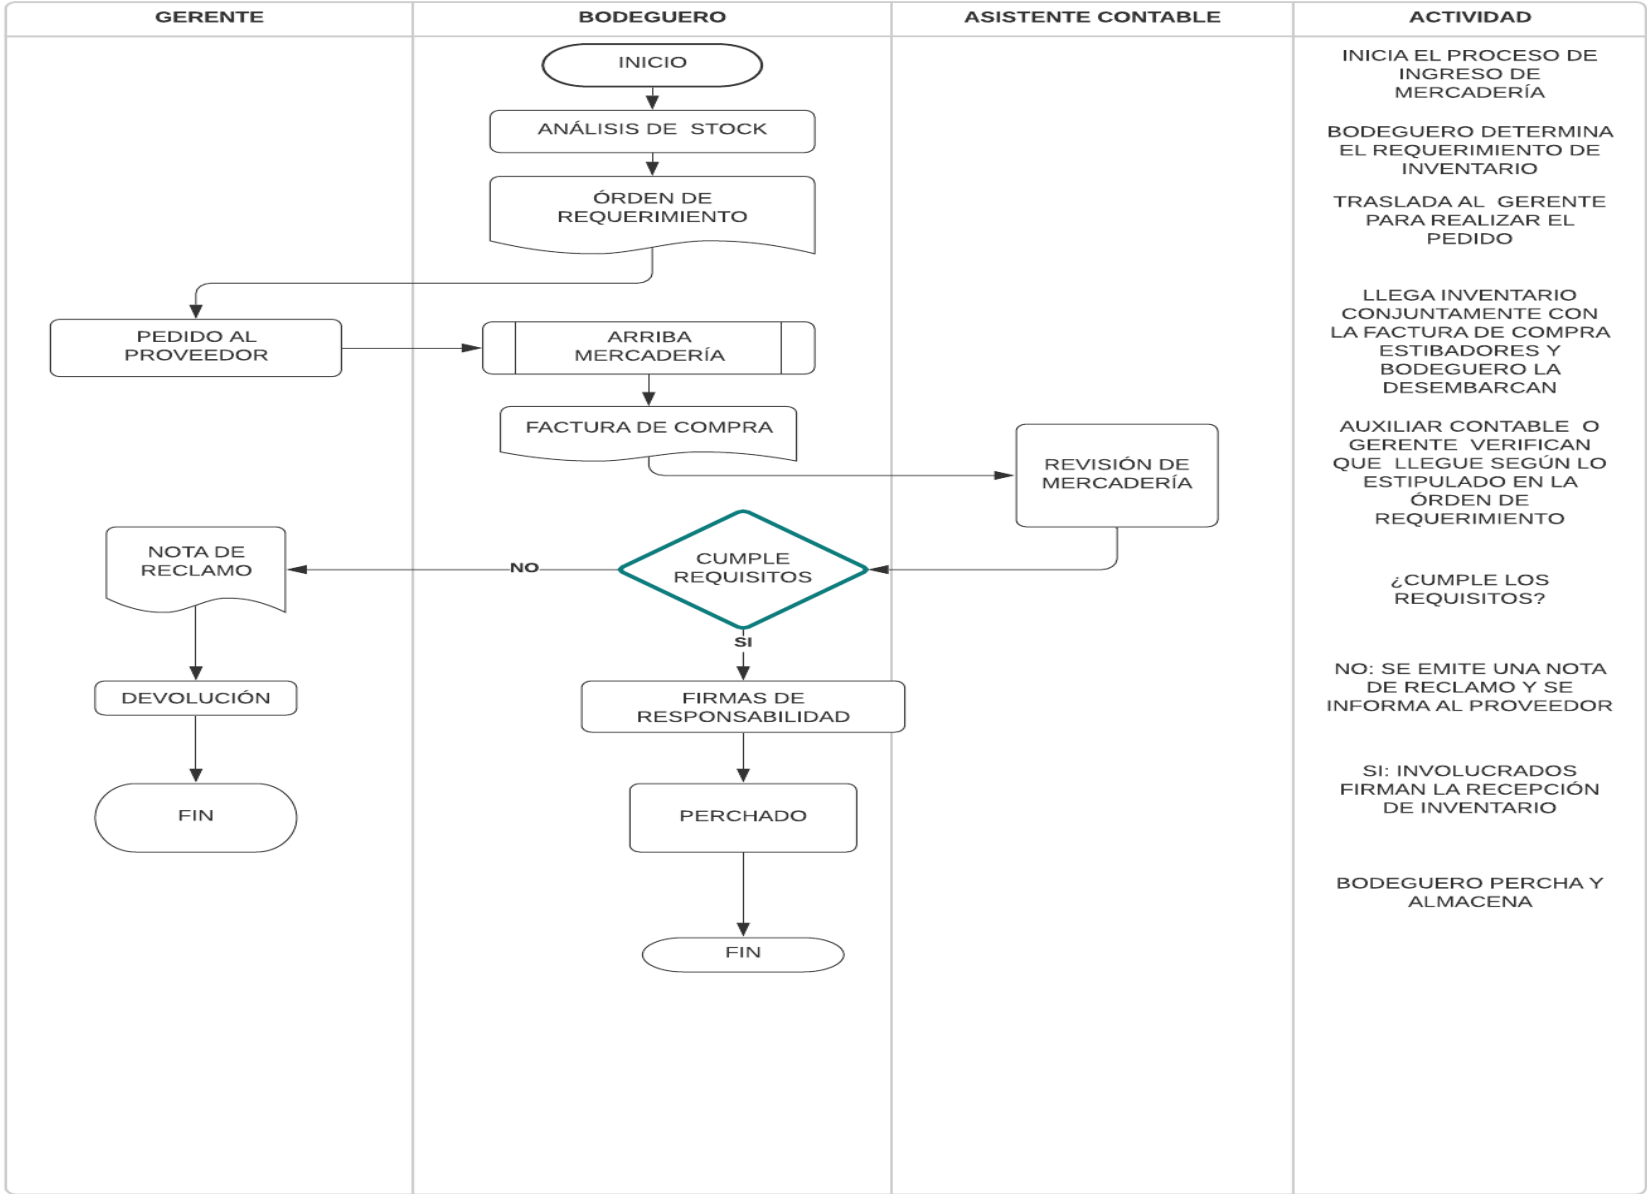 GERENTE
BODEGUERO
ASISTENTE CONTABLE
ACTIVIDAD
INICIO
INICIA EL PROCESO DE
INGRESO DE
MERCADERÍA
ANÁLISIS DE STOCK
BODEGUERO DETERMINA
EL REQUERIMIENTO DE
INVENTARIO
ÓRDEN DE
REQUERIMIENTO
TRASLADA AL GERENTE
PARA REALIZAR EL
PEDIDO
PEDIDO AL
PROVEEDOR
ARRIBA
MERCADERÍA
LLEGA INVENTARIO
CONJUNTAMENTE CON
LA FACTURA DE COMPRA
ESTIBADORES Y
BODEGUERO LA
DESEMBARCAN
FACTURA DE COMPRA
REVISIÓN DE
MERCADERÍA
AUXILIAR CONTABLE O
GERENTE VERIFICAN
QUE LLEGUE SEGÚN LO
ESTIPULADO EN LA
ÓRDEN DE
REQUERIMIENTO
NOTA DE
RECLAMO
NO
CUMPLE
REQUISITOS
¿CUMPLE LOS
REQUISITOS?
SI
DEVOLUCIÓN
FIRMAS DE
RESPONSABILIDAD
NO: SE EMITE UNA NOTA
DE RECLAMO Y SE
INFORMA AL PROVEEDOR
FIN
PERCHADO
SI: INVOLUCRADOS
FIRMAN LA RECEPCIÓN
DE INVENTARIO
BODEGUERO PERCHA Y
ALMACENA
FIN